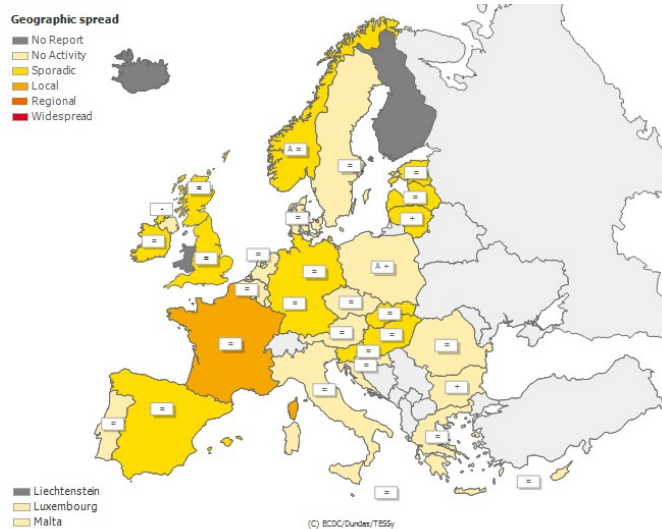 Geographic spread
No Report
No Activity
Sporadic
Local
Regional
Widespread
A =
=
=
=
+
=
-
=
=
=
=
=
=
=
A +
=
=
=
=
=
=
=
=
=
=
+
=
=
=
=
=
Liechtenstein
Luxembourg
Malta
(C) ECDC/Dundas/TESSy